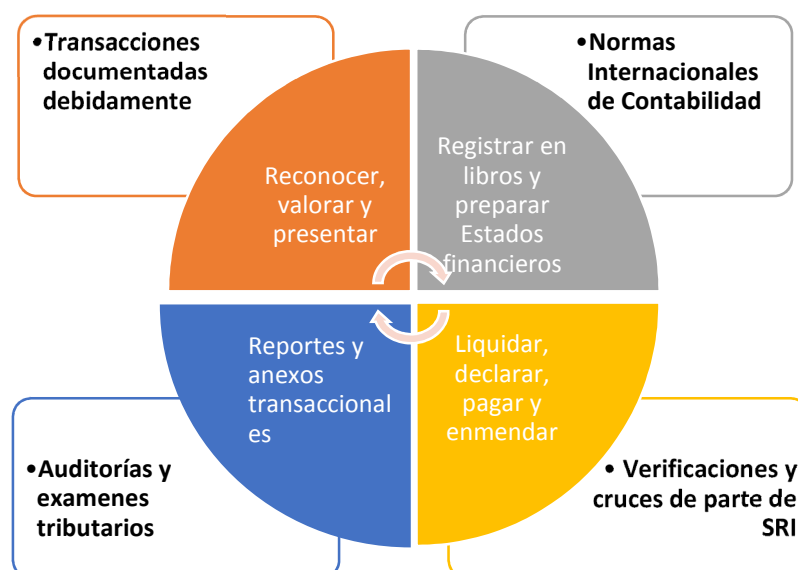 •Transacciones
documentadas
debidamente
•Normas
Internacionales
de Contabilidad
Reconocer,
valorar y
presentar
Registrar en
libros y
preparar
Estados
financieros
Reportes y
anexos
transaccional
es
Liquidar,
declarar,
pagar y
enmendar
•Auditorías y
examenes
tributarios
• Verificaciones y
cruces de parte de
SRI